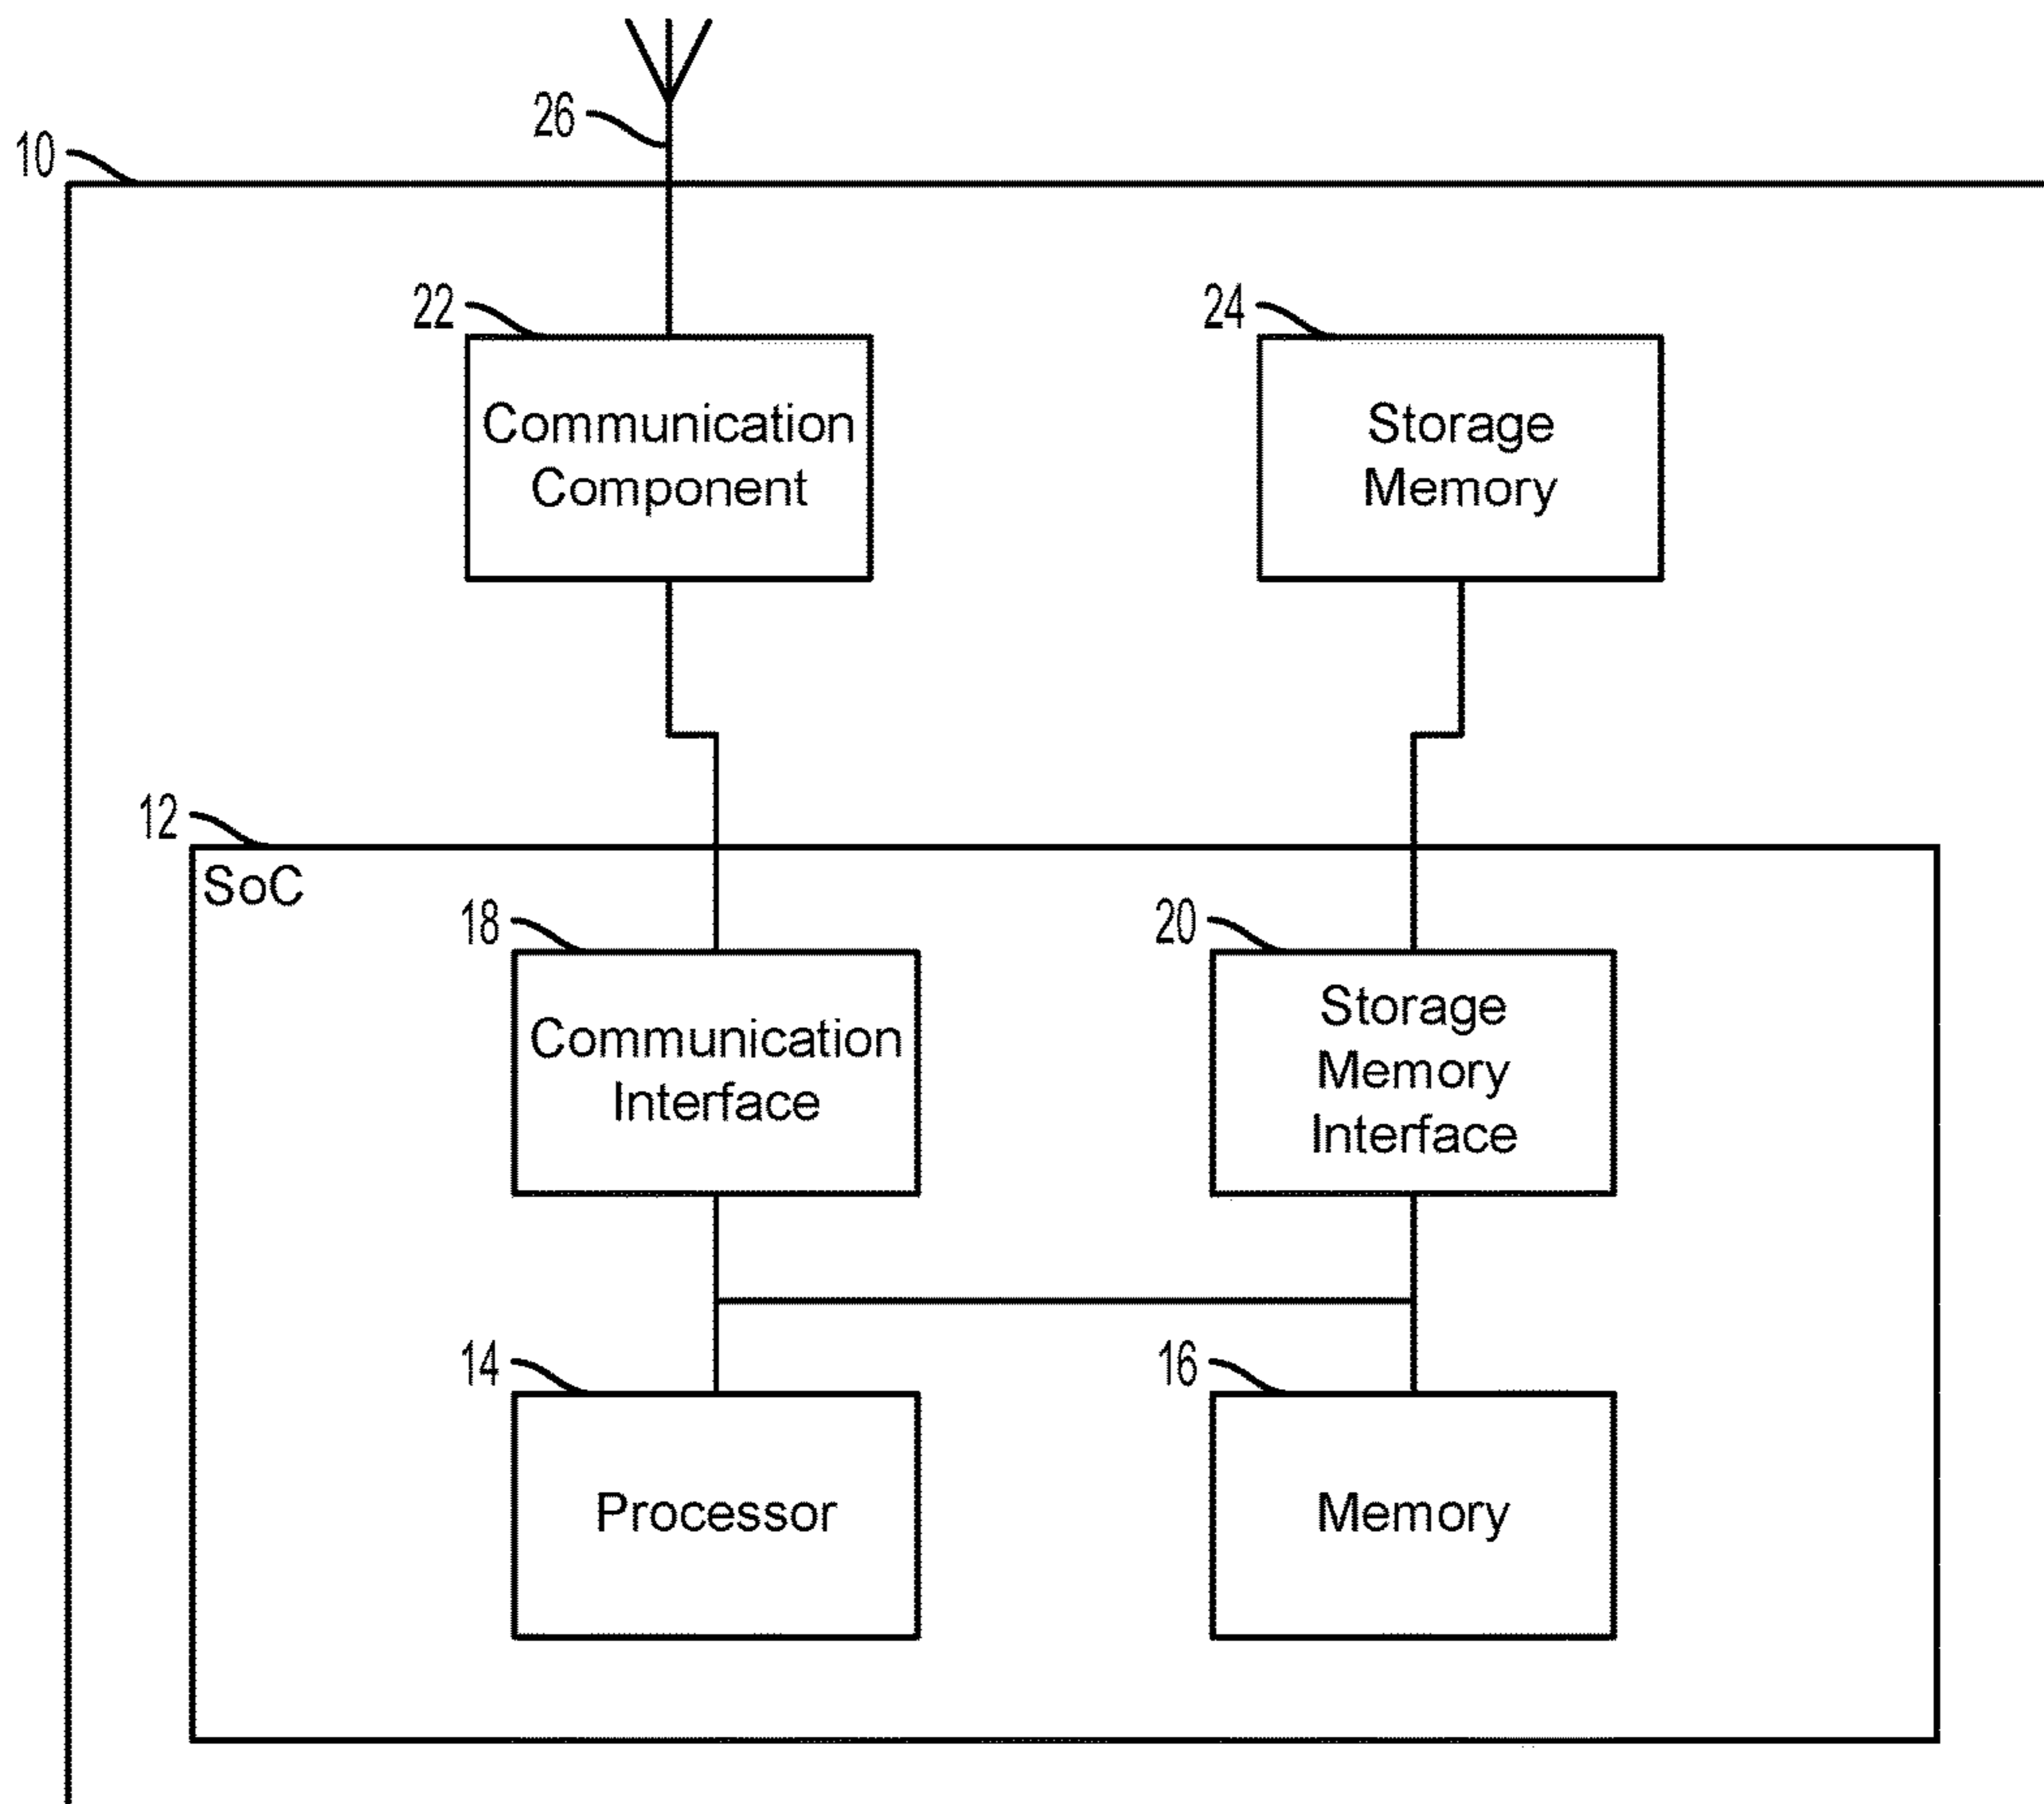 26
10
22
24
Communication
Component
Storage
Memory
12
SoC
18
20
Communication
Interface
Storage
Memory
Interface
14
16
Processor
Memory